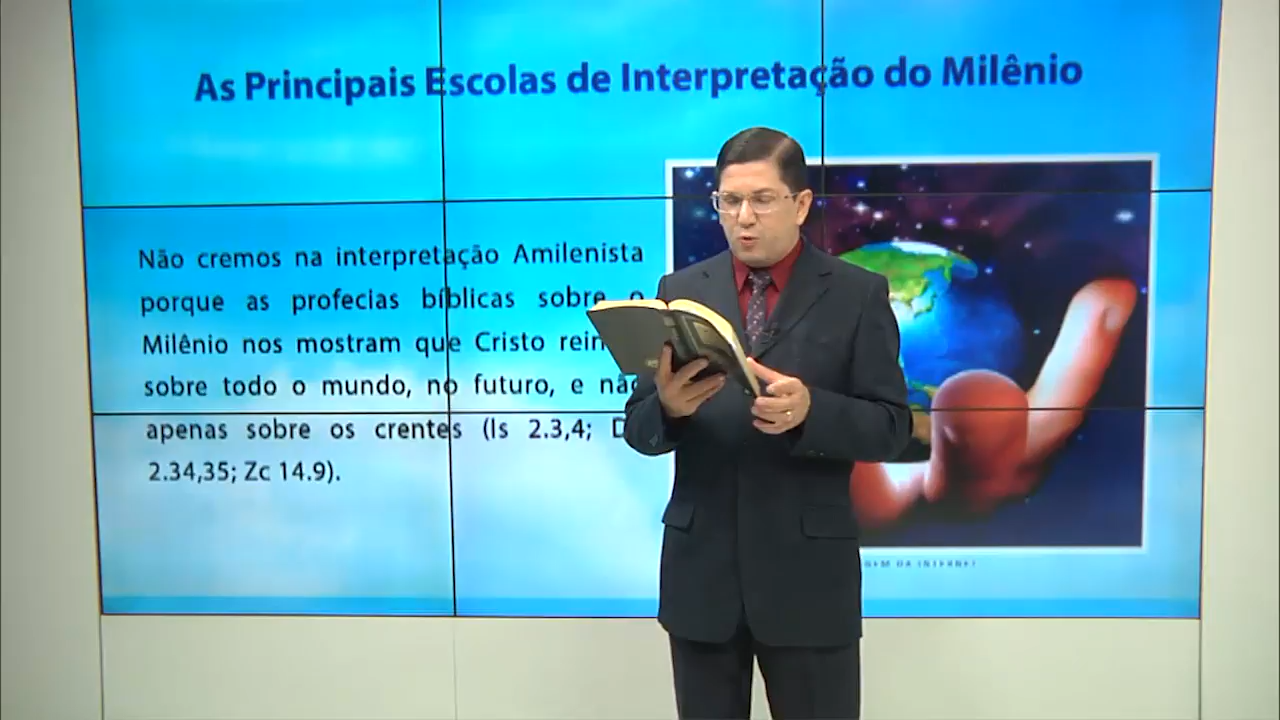 As Principais Escolas de Interpretação do Milênio
Não cremos na interpretação Amilenista
porque as profecias bíblicas sobre o
Milênio nos mostram que Cristo
sobre todo o mundo, no futuro, e
apenas sobre os crentes (Is 2.3,4;
2.34,35; Zc 14.9).
DA INTERNET